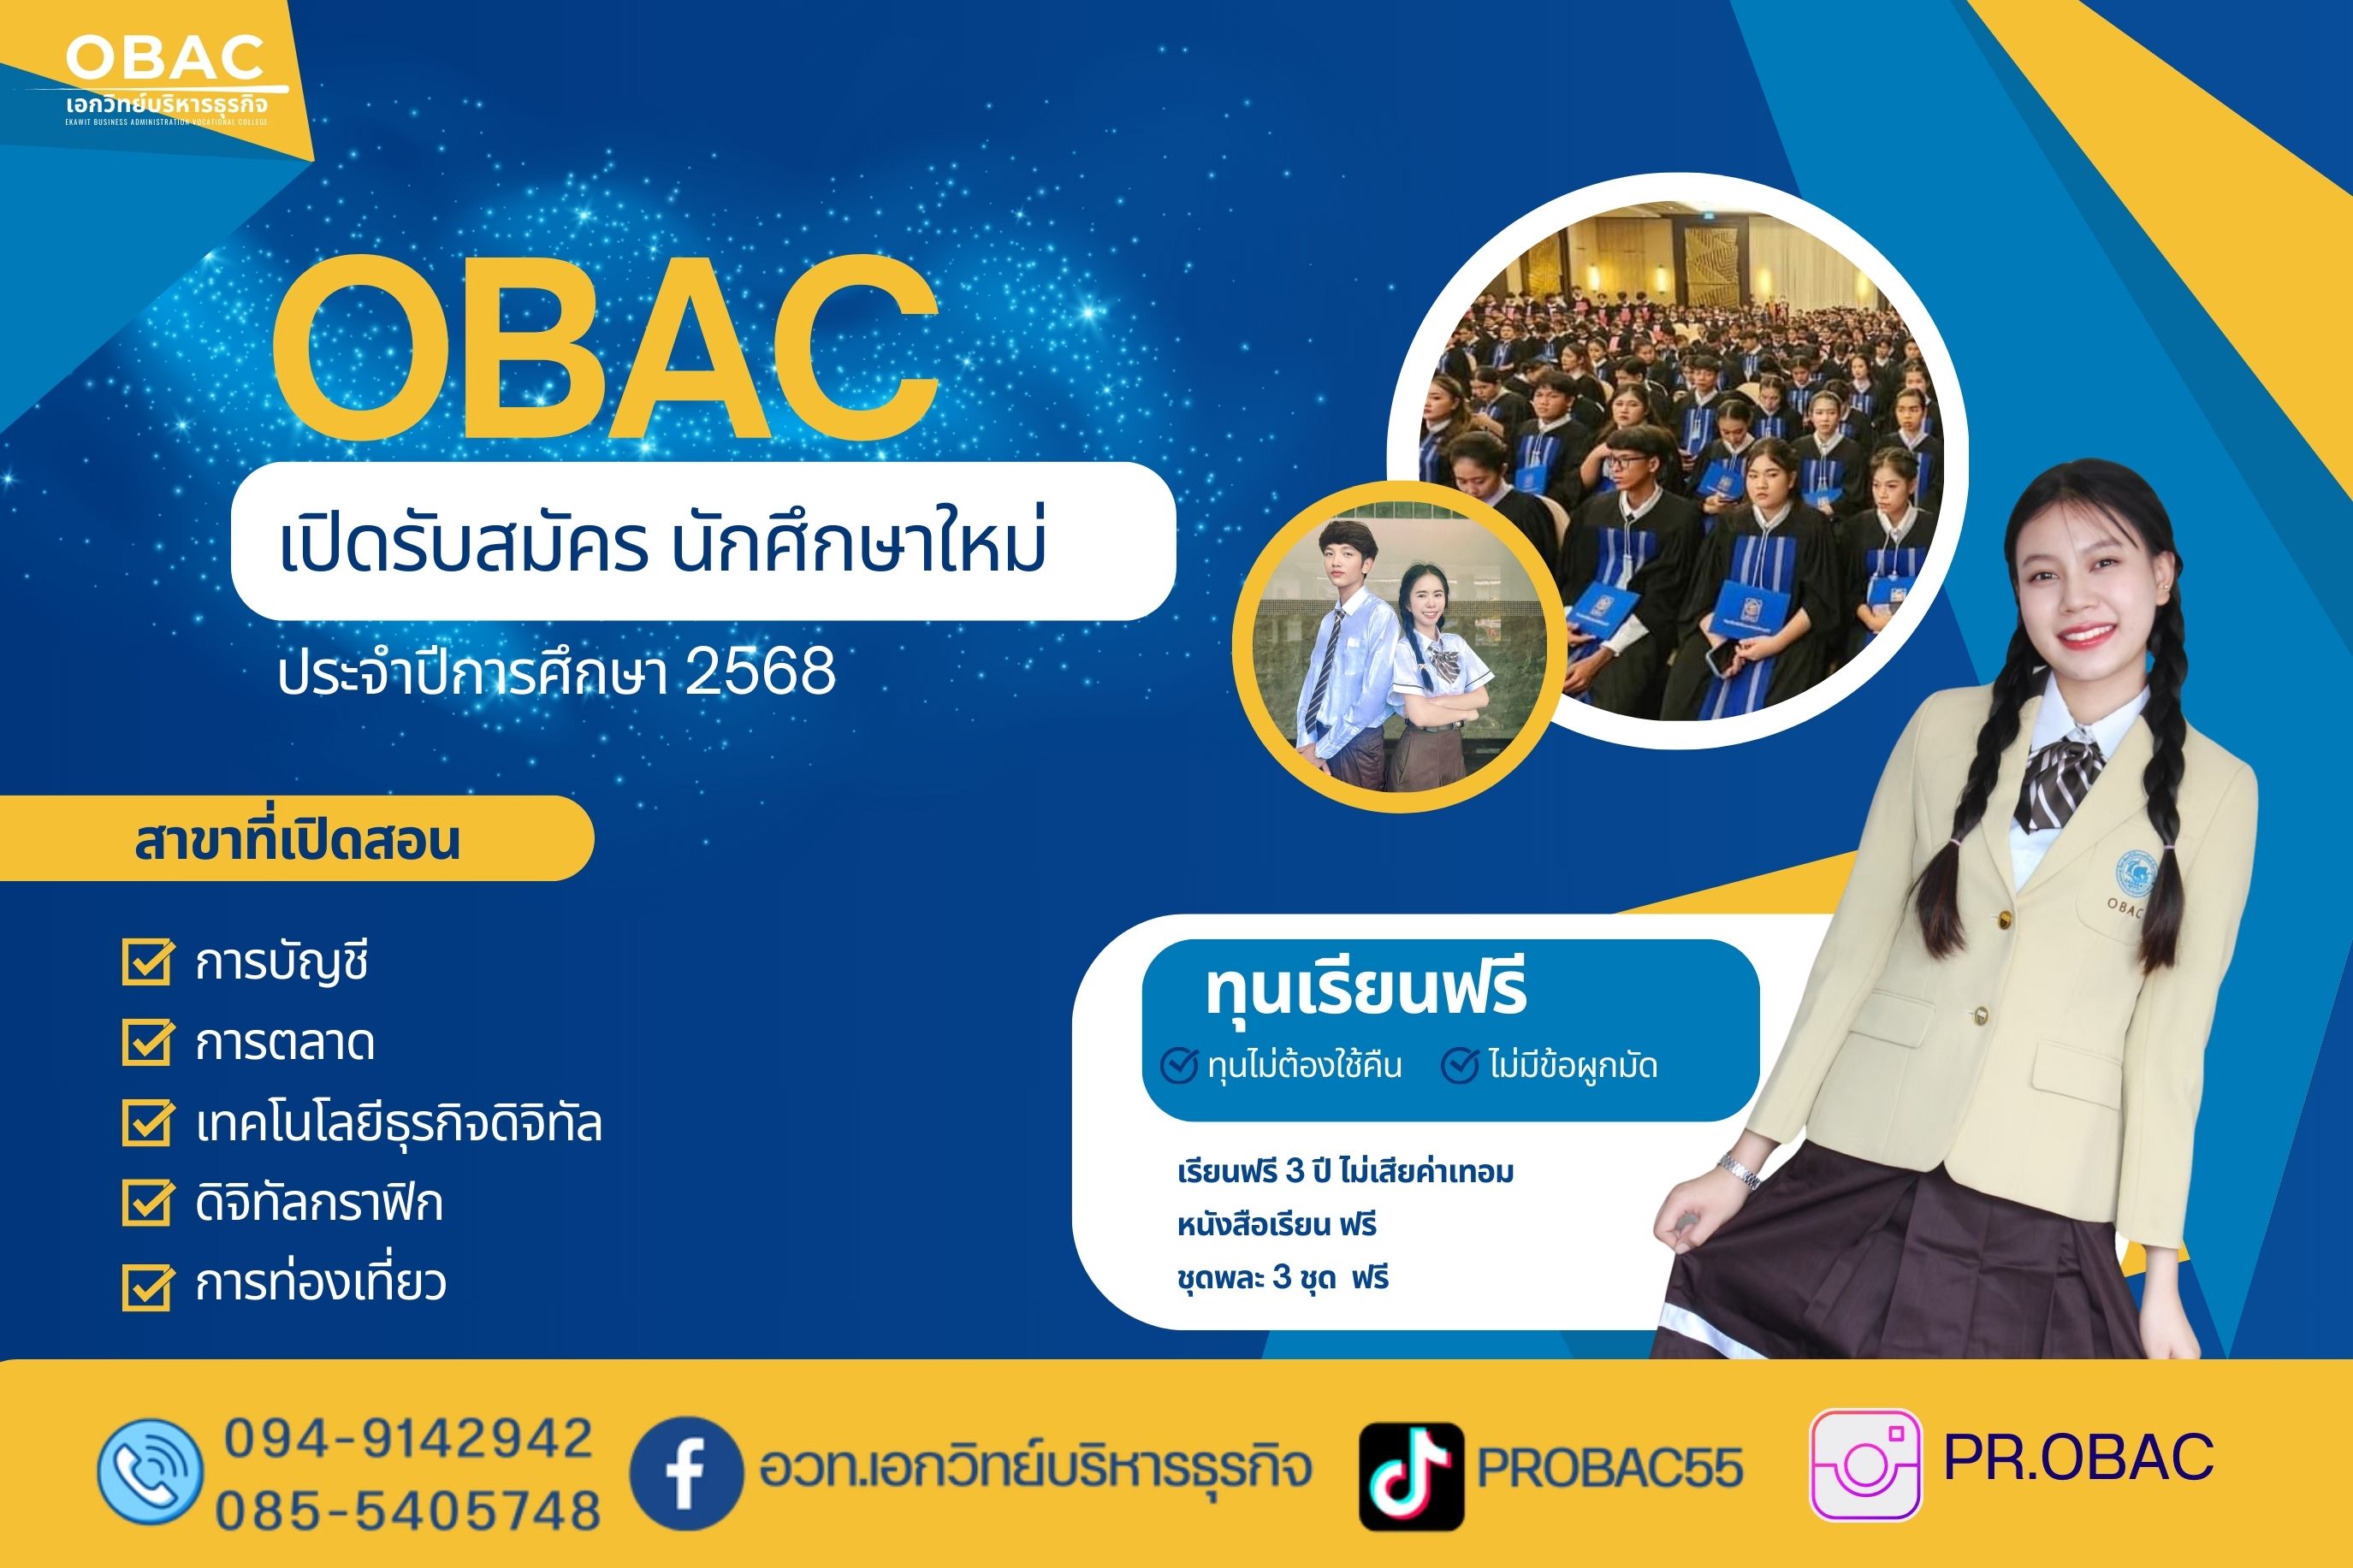 OBAC
เอกวิทย์บริหารธุรกิจ
EKAWIT BUSINESS ADMINISTRATION VOCATIONAL COLLEGE
OBAC
เปิดรับสมัคร นักศึกษาใหม่
ประจำปีการศึกษา 2568
สาขาที่เปิดสอน
การบัญชี
การตลาด
เทคโนโลยีธุรกิจดิจิทัล
ดิจิทัลกราฟิก
การท่องเที่ยว
ทุนเรียนฟรี
ทุนไม่ต้องใช้คืน ไม่มีข้อผูกมัด
เรียนฟรี 3 ปี ไม่เสียค่าเทอม
หนังสือเรียน ฟรี
ชุดพละ 3 ชุด ฟรี
OBAC
094-9142942
085-5405748
อวท.เอกวิทย์บริหารธุรกิจ
PROBAC55
PR.OBAC